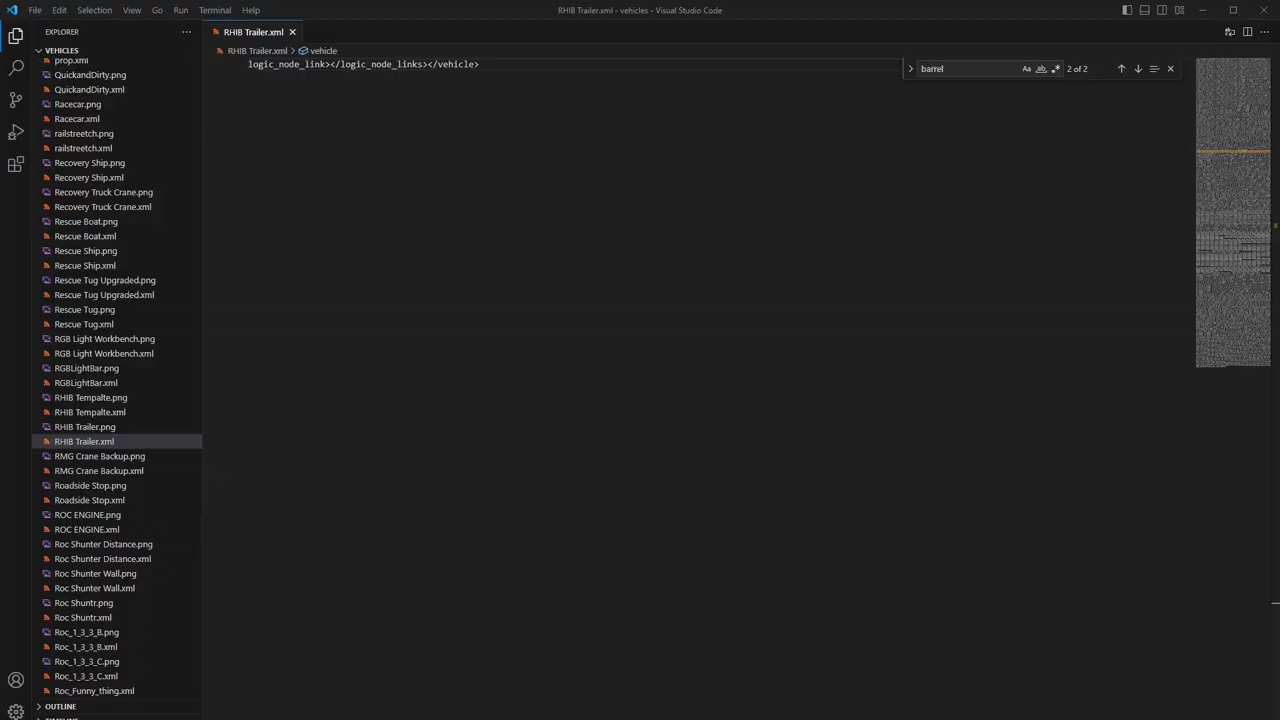 File Edit Selection View Go Run Terminal Help
RHIB Trailer.xml - vehicles - Visual Studio Code
EXPLORER
VEHICLES
prop.xml
QuickandDirty.png
QuickandDirty.xml
Racecar.png
Racecar.xml
railstreetch.png
railstreetch.xml
Recovery Ship.png
Recovery Ship.xml
Recovery Truck Crane.png
Recovery Truck Crane.xml
Rescue Boat.png
Rescue Boat.xml
Rescue Ship.png
Rescue Ship.xml
Rescue Tug Upgraded.png
Rescue Tug Upgraded.xml
Rescue Tug.png
Rescue Tug.xml
RGB Light Workbench.png
RGB Light Workbench.xml
RGBLightBar.png
RGBLightBar.xml
RHIB Tempalte.png
RHIB Tempalte.xml
RHIB Trailer.png
RHIB Trailer.xml
RMG Crane Backup.png
RMG Crane Backup.xml
Roadside Stop.png
Roadside Stop.xml
ROC ENGINE.png
ROC ENGINE.xml
Roc Shunter Distance.png
Roc Shunter Distance.xml
Roc Shunter Wall.png
Roc Shunter Wall.xml
Roc Shuntr.png
Roc Shuntr.xml
Roc_1_3_3_B.png
Roc_1_3_3_B.xml
Roc_1_3_3_C.png
Roc_1_3_3_C.xml
Roc_Funny_thing.xml
OUTLINE
TIMELINE
RHIB Trailer.xml
RHIB Trailer.xml > vehicle
logic_node_link></logic_node_links></vehicle>
barrel Aa ab .* 2 of 2